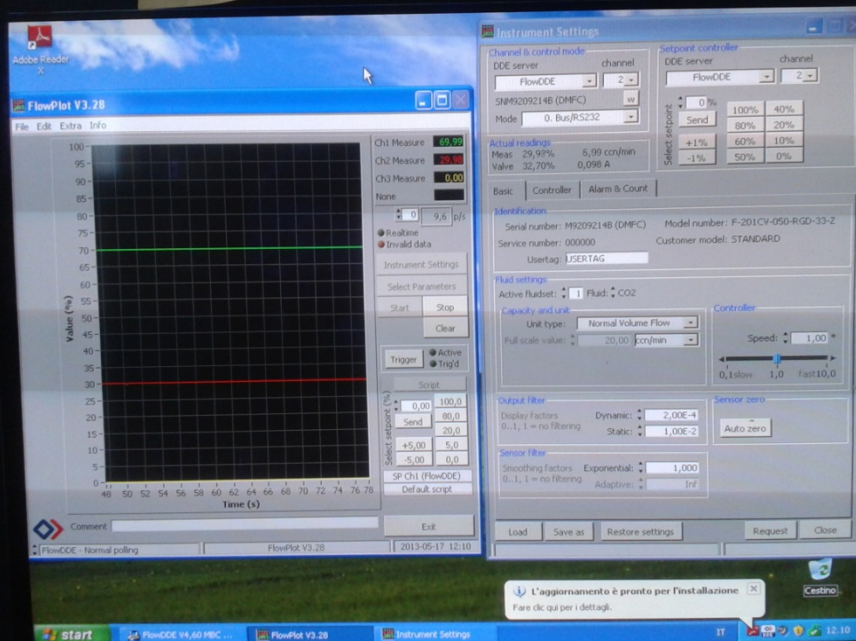 Adobe Reader
X
FlowPlot V3.28
File Edit Extra Info
100
95
90
85
80
75
70
65
60
55
50
45
40
35
30
25
20
15
10
5
0
Value (%)
48 50 52 54 56 58 60 62 64 66 68 70 72 74 76 78
Time (s)
Ch1 Measure 69,99
Ch2 Measure 29,98
Ch3 Measure 0,00
None
0 9,6 p/s
Realtime
Invalid data
Instrument Settings
Select Parameters
Start Stop
Clear
Trigger Active
Trig'd
Script
Select setpoint (%)
0,00 100,0
Send 80,0
20,0
+5,00 5,0
-5,00 0,0
SP Ch1 (FlowDDE)
Default script
Comment
Exit
FlowDDE - Normal polling FlowPlot V3.28 2013-05-17 12:10
Instrument Settings
Channel & control mode
DDE server channel
FlowDDE 2
SNM9209214B (DMFC) w
Mode 0. Bus/RS232
Setpoint controller
DDE server channel
FlowDDE 2
Select setpoint
0 % 100% 40%
Send 80% 20%
+1% 60% 10%
-1% 50% 0%
Actual readings
Meas 29,98% 5,99 ccn/min
Valve 32,70% 0,098 A
Basic Controller Alarm & Count
Identification
Serial number: M9209214B (DMFC) Model number: F-201CV-050-RGD-33-Z
Service number: 000000 Customer model: STANDARD
Usertag: USERTAG
Fluid settings
Active fluidset: 1 Fluid: CO2
Capacity and unit
Unit type: Normal Volume Flow
Full scale value: 20,00 ccn/min
Controller
Speed: 1,00
0,1slow 1,0 fast10,0
Output filter
Display factors Dynamic: 2,00E-4
0..1, 1 = no filtering Static: 1,00E-2
Sensor zero
Auto zero
Sensor filter
Smoothing factors Exponential: 1,000
0..1, 1 = no filtering Adaptive: Inf
Load Save as Restore settings Request Close
Cestino
L'aggiornamento è pronto per l'installazione
Fare clic qui per i dettagli.
start FlowDDE V4,60 MBC ... FlowPlot V3.28 Instrument Settings IT 12.10